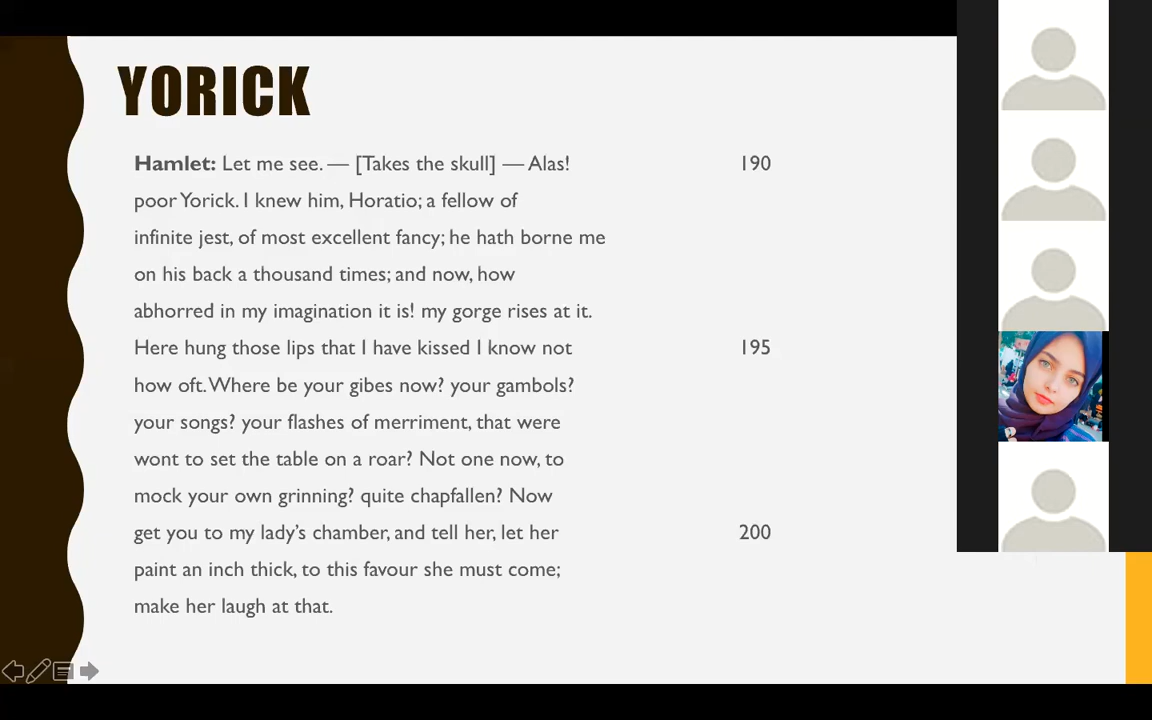 YORICK
Hamlet: Let me see. — [Takes the skull] — Alas! 190
poor Yorick. I knew him, Horatio; a fellow of
infinite jest, of most excellent fancy; he hath borne me
on his back a thousand times; and now, how
abhorred in my imagination it is! my gorge rises at it.
Here hung those lips that I have kissed I know not 195
how oft. Where be your gibes now? your gambols?
your songs? your flashes of merriment, that were
wont to set the table on a roar? Not one now, to
mock your own grinning? quite chapfallen? Now
get you to my lady’s chamber, and tell her, let her 200
paint an inch thick, to this favour she must come;
make her laugh at that.